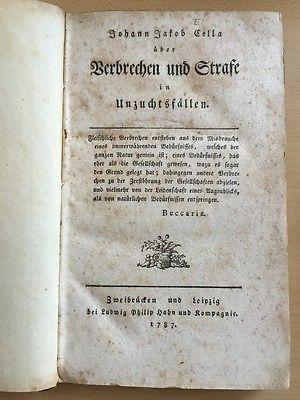 Johann Jakob Cella
über
Verbrechen und Strafe
in
Unzuchtsfällen.
Fleischliche Verbrechen entstehen aus dem Misbrauche
eines immerwährenden Bedürfnisses, welches der
ganzen Natur gemein ist; eines Bedürfnisses, das
eher als die Gesellschaft gewesen, wozu es sogar
den Grund gelegt hat; dahingegen andere Verbre-
chen zu der Zerstöhrung der Gesellschaften abzielen,
und vielmehr von der Leidenschaft eines Augenblicks,
als von natürlichen Bedürfnissen entspringen.
Beccaria.
Zweibrücken und Leipzig
bei Ludwig Philip Hahn und Kompagnie.
1787.